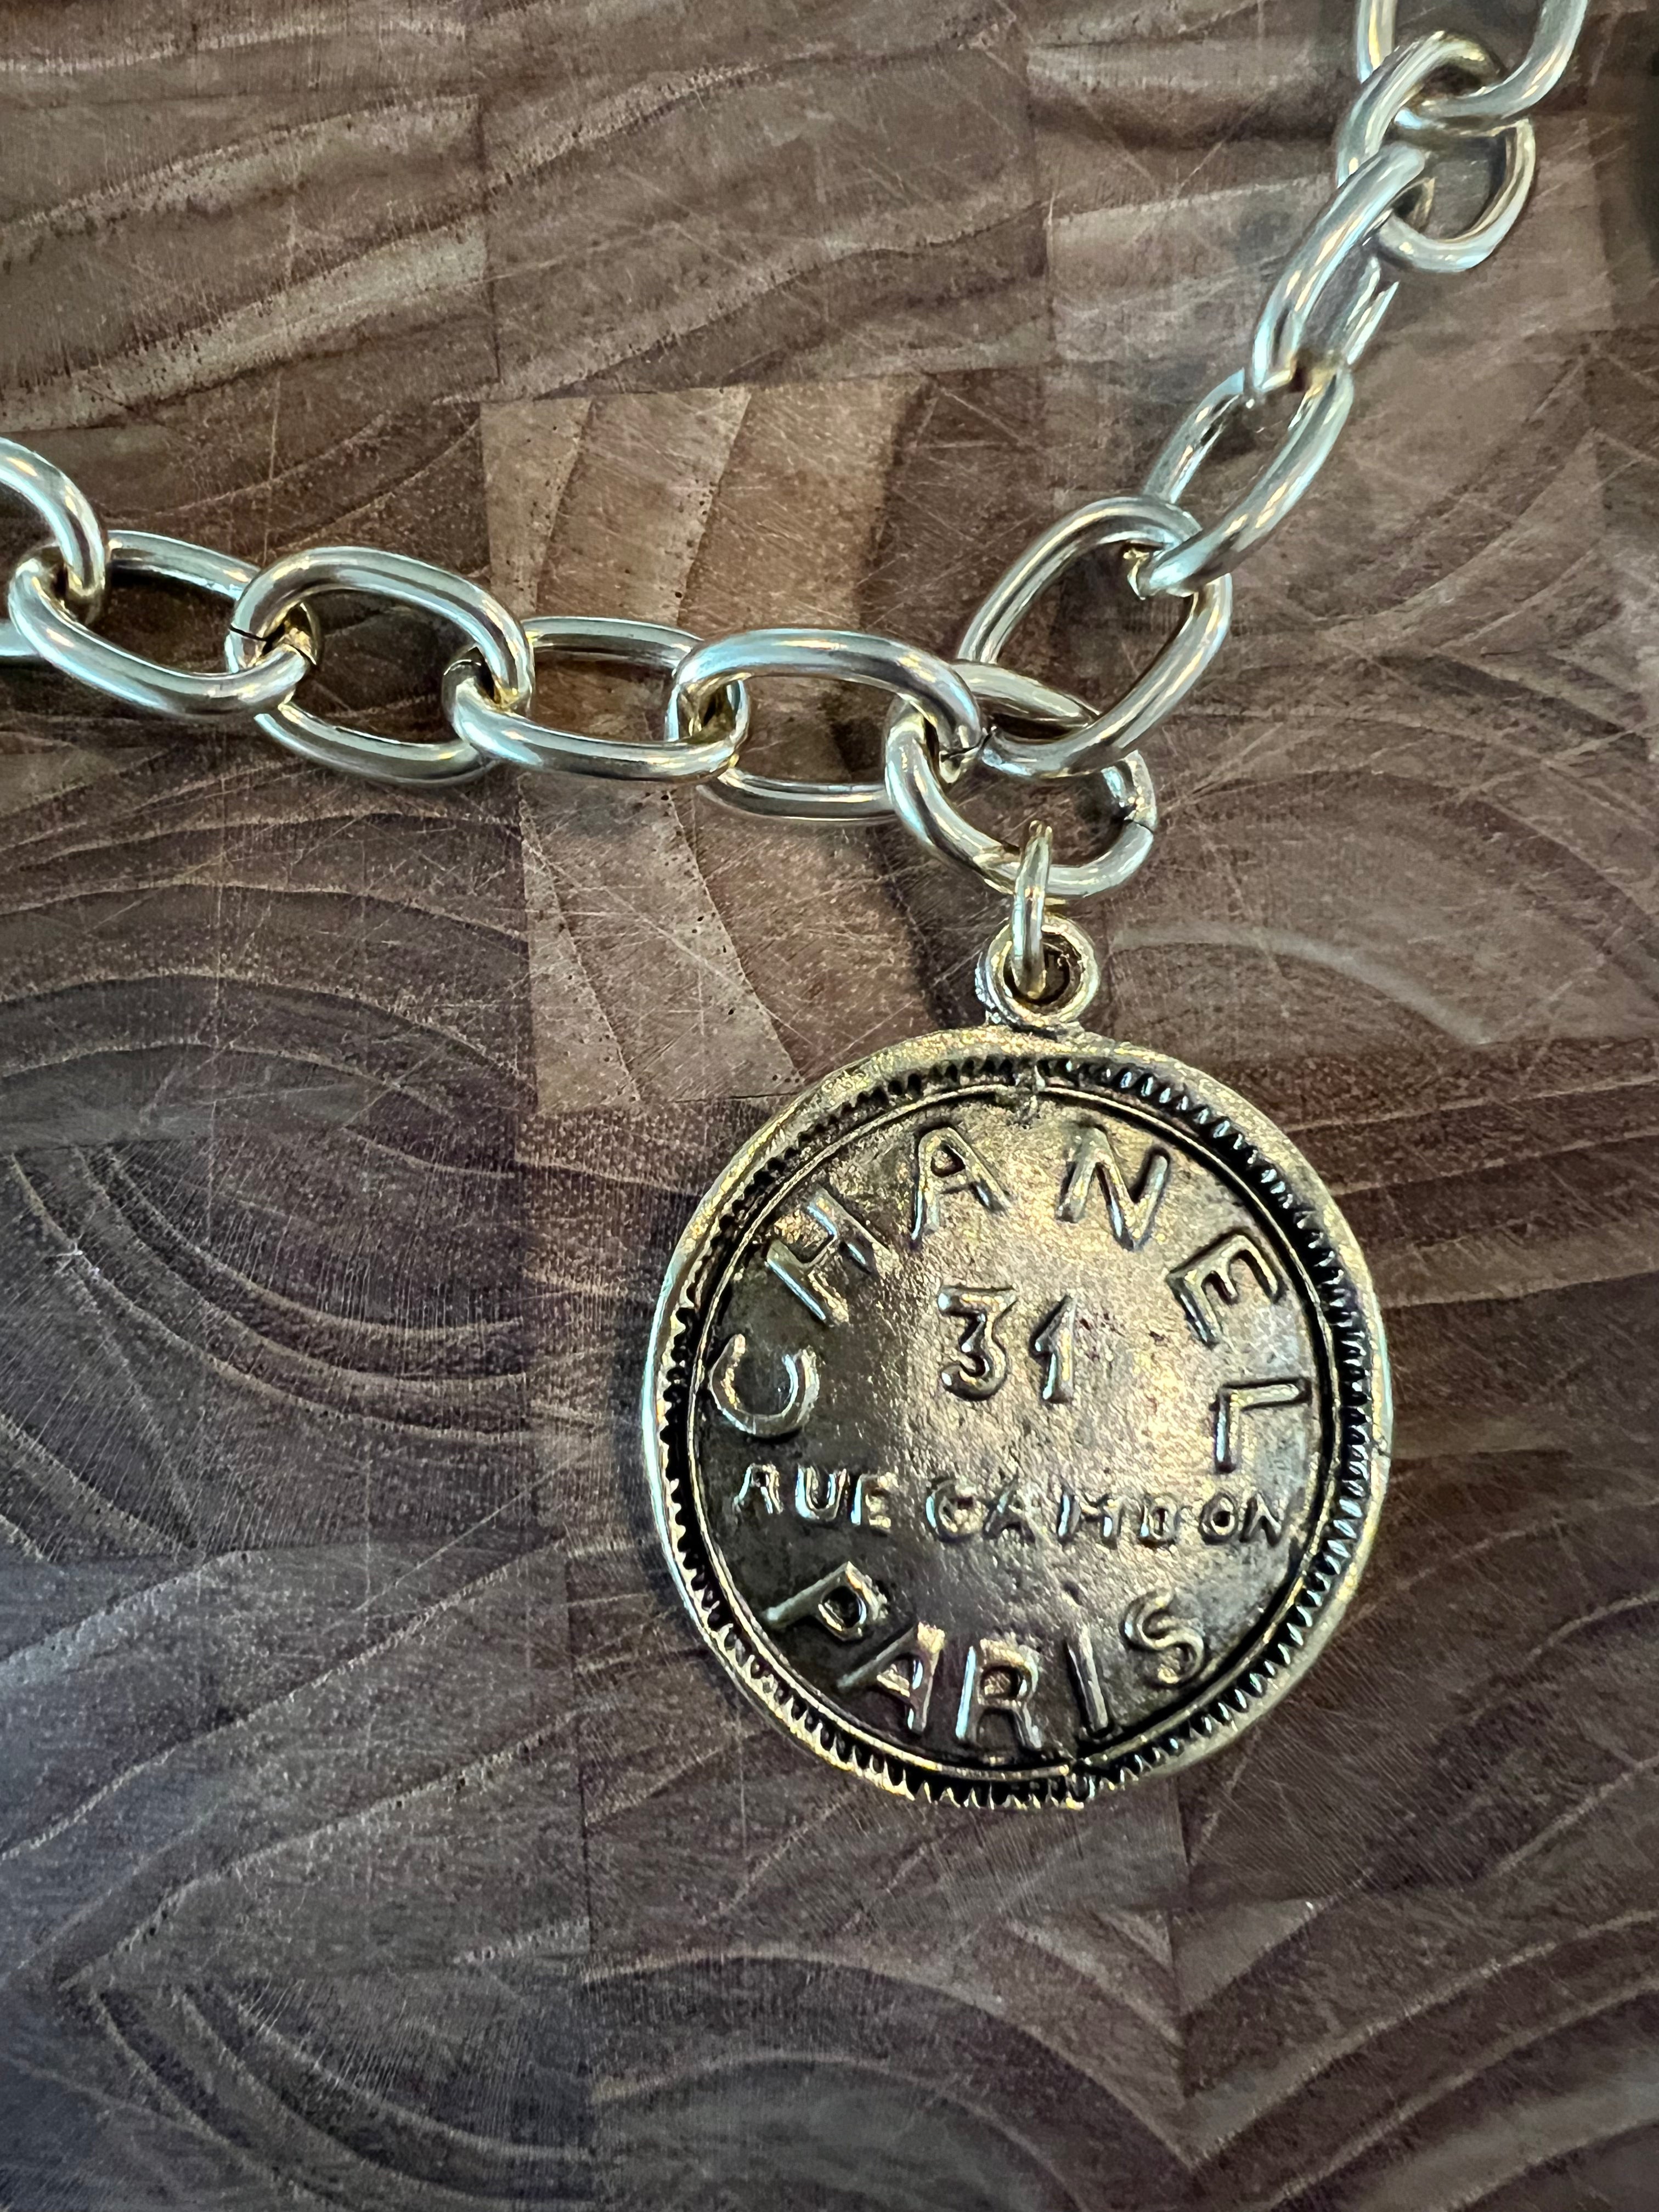 CHANEL
31
RUE CAMBON
PARIS